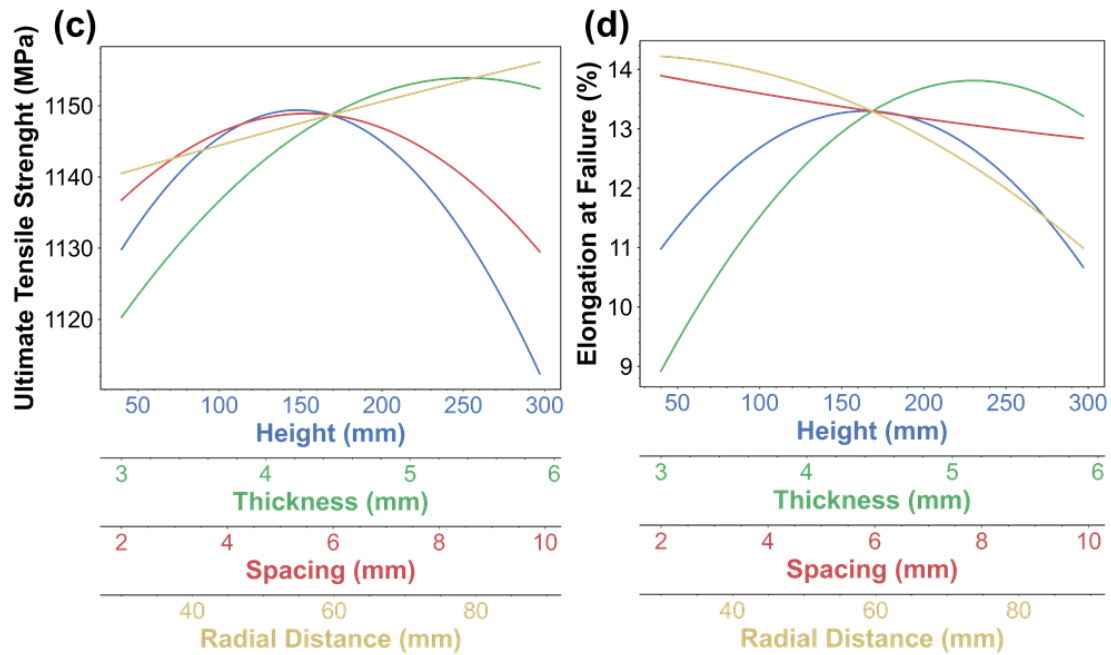 (c)
Ultimate Tensile Strenght (MPa)
1150
1140
1130
1120
50 100 150 200 250 300
Height (mm)
3 4 5 6
Thickness (mm)
2 4 6 8 10
Spacing (mm)
40 60 80
Radial Distance (mm)
(d)
Elongation at Failure (%)
14
13
12
11
10
9
50 100 150 200 250 300
Height (mm)
3 4 5 6
Thickness (mm)
2 4 6 8 10
Spacing (mm)
40 60 80
Radial Distance (mm)